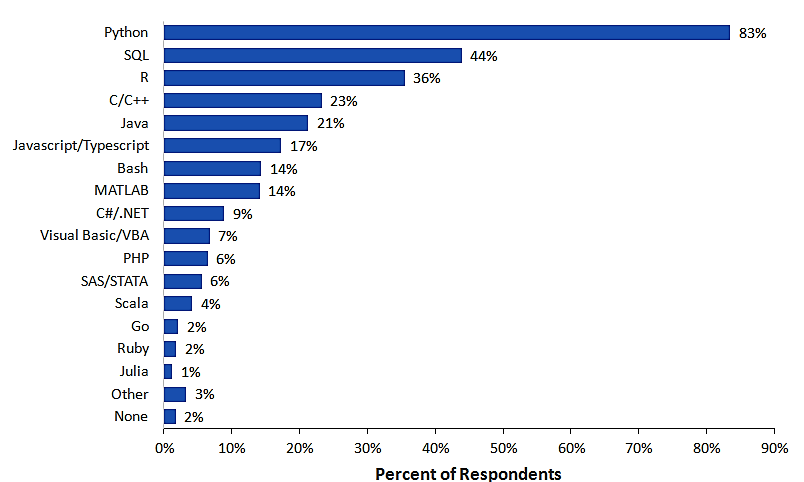 Python 83%
SQL 44%
R 36%
C/C++ 23%
Java 21%
Javascript/Typescript 17%
Bash 14%
MATLAB 14%
C#/.NET 9%
Visual Basic/VBA 7%
PHP 6%
SAS/STATA 6%
Scala 4%
Go 2%
Ruby 2%
Julia 1%
Other 3%
None 2%
0% 10% 20% 30% 40% 50% 60% 70% 80% 90%
Percent of Respondents